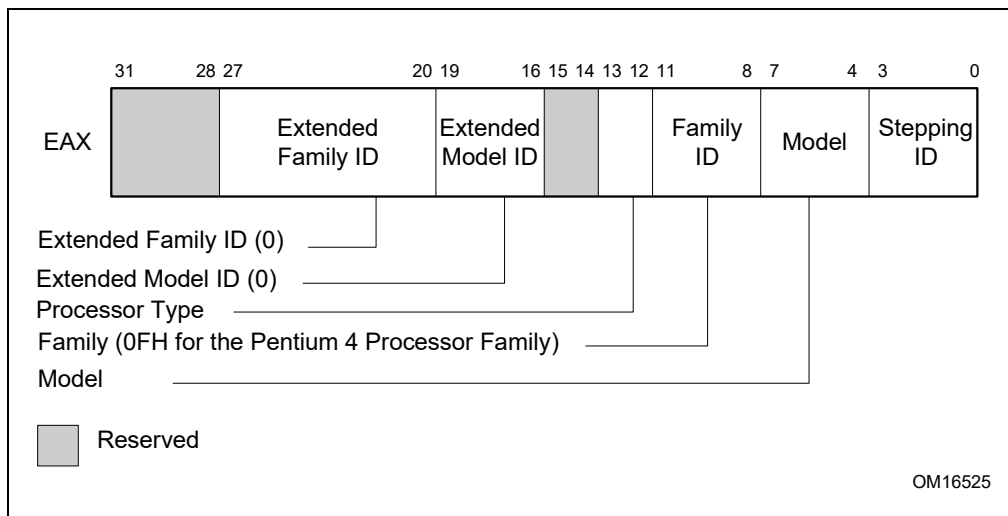 31 28 27 20 19 16 15 14 13 12 11 8 7 4 3 0
EAX
Extended Family ID
Extended Model ID
Family ID
Model
Stepping ID
Extended Family ID (0)
Extended Model ID (0)
Processor Type
Family (0FH for the Pentium 4 Processor Family)
Model
Reserved
OM16525